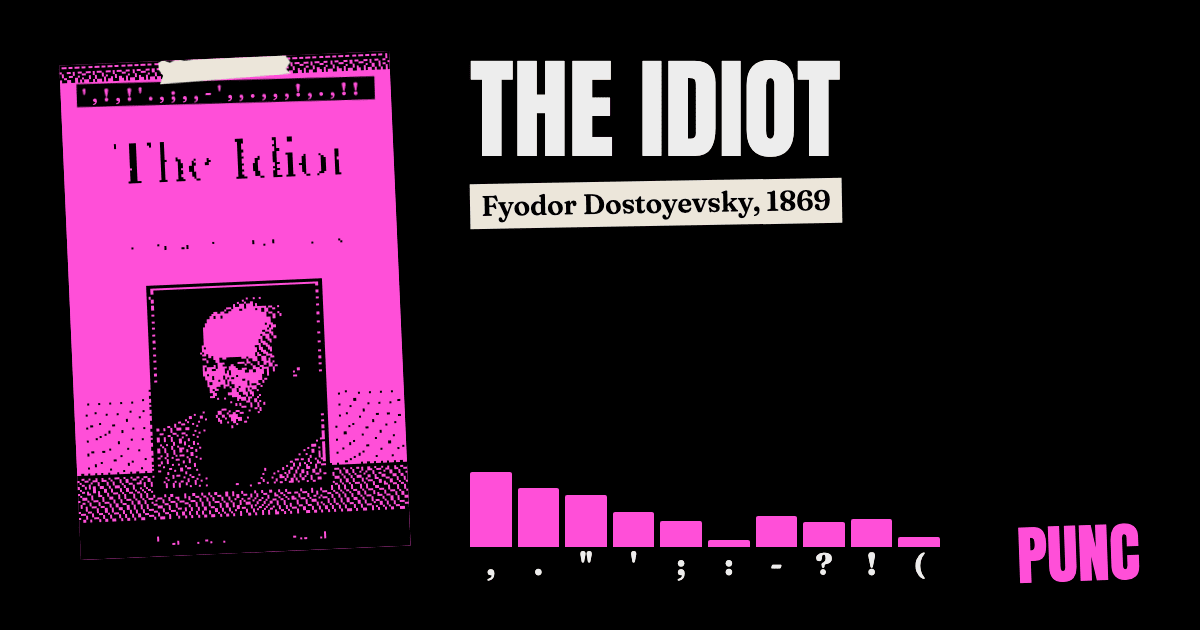 ',!,!'.,;,,-',,.,,,!,.,!!
The Idiot
THE IDIOT
Fyodor Dostoyevsky, 1869
, . " ' ; : - ? ! (
PUNC